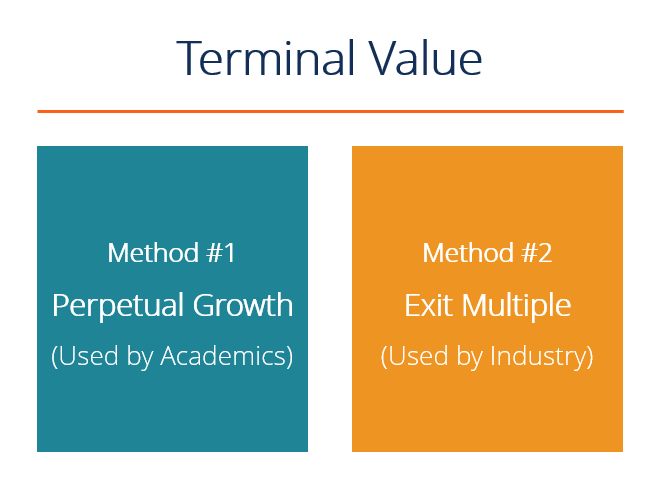 Terminal Value
Method #1
Perpetual Growth
(Used by Academics)
Method #2
Exit Multiple
(Used by Industry)